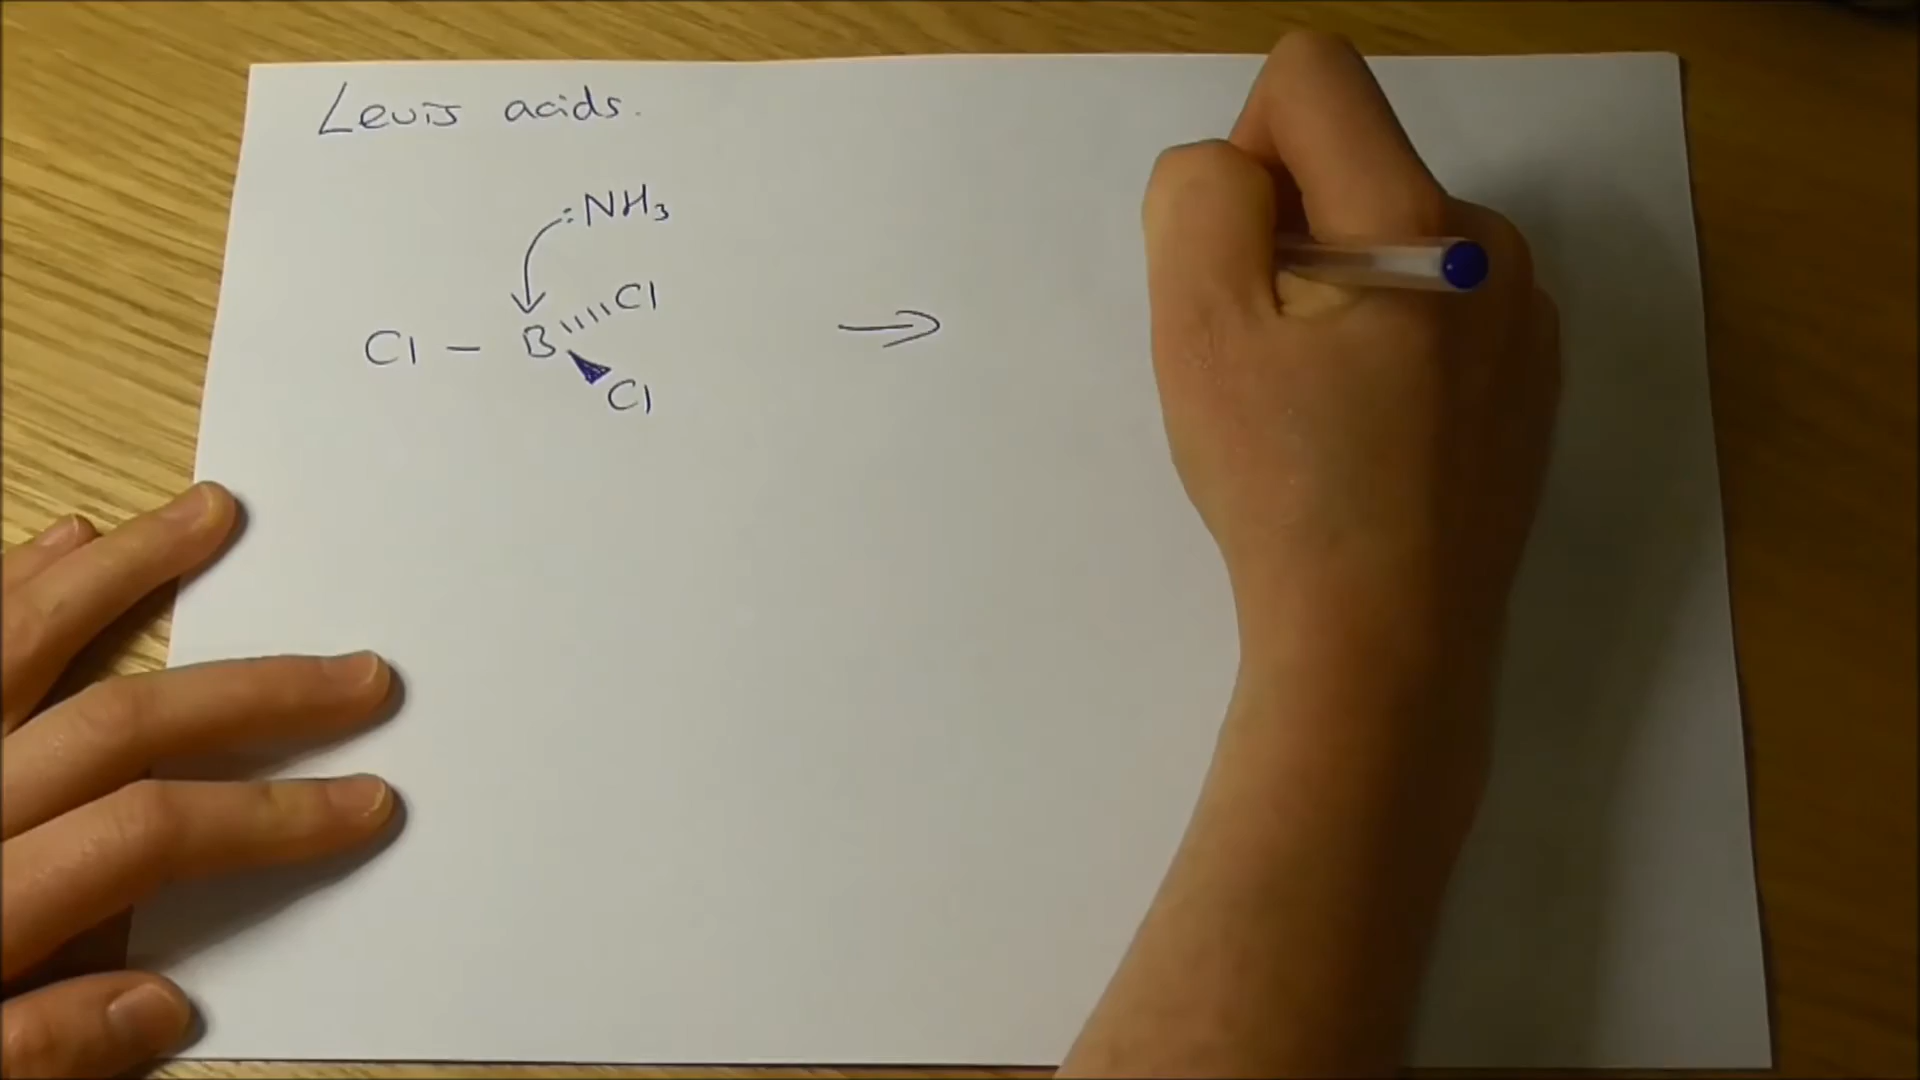 Lewis acids.
:NH3
Cl
Cl – B →
Cl